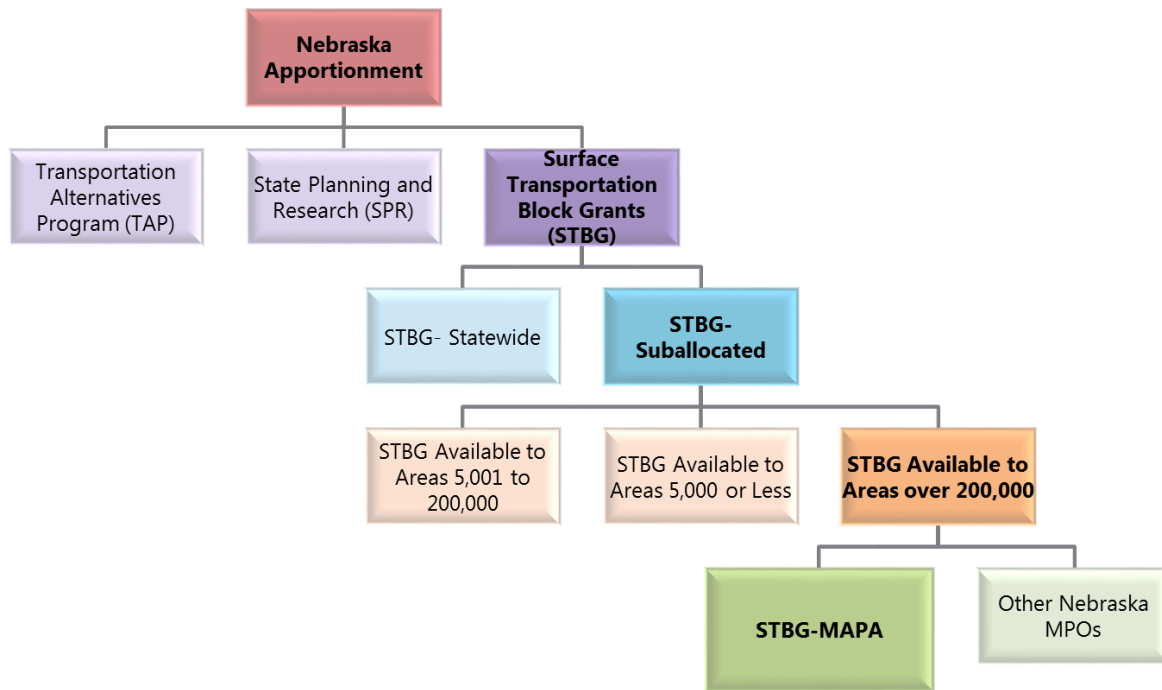 Nebraska
Apportionment
Transportation
Alternatives
Program (TAP)
State Planning and
Research (SPR)
Surface
Transportation
Block Grants
(STBG)
STBG- Statewide
STBG-
Suballocated
STBG Available to
Areas 5,001 to
200,000
STBG Available to
Areas 5,000 or Less
STBG Available to
Areas over 200,000
STBG-MAPA
Other Nebraska
MPOs